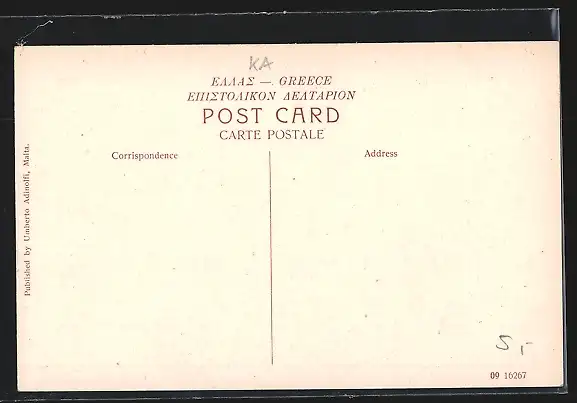 KA
ΕΛΛΑΣ — GREECE
ΕΠΙΣΤΟΛΙΚΟΝ ΔΕΛΤΑΡΙΟΝ
POST CARD
CARTE POSTALE
Corrispondence
Address
Published by Umberto Adinolfi, Malta.
5,-
09 16267